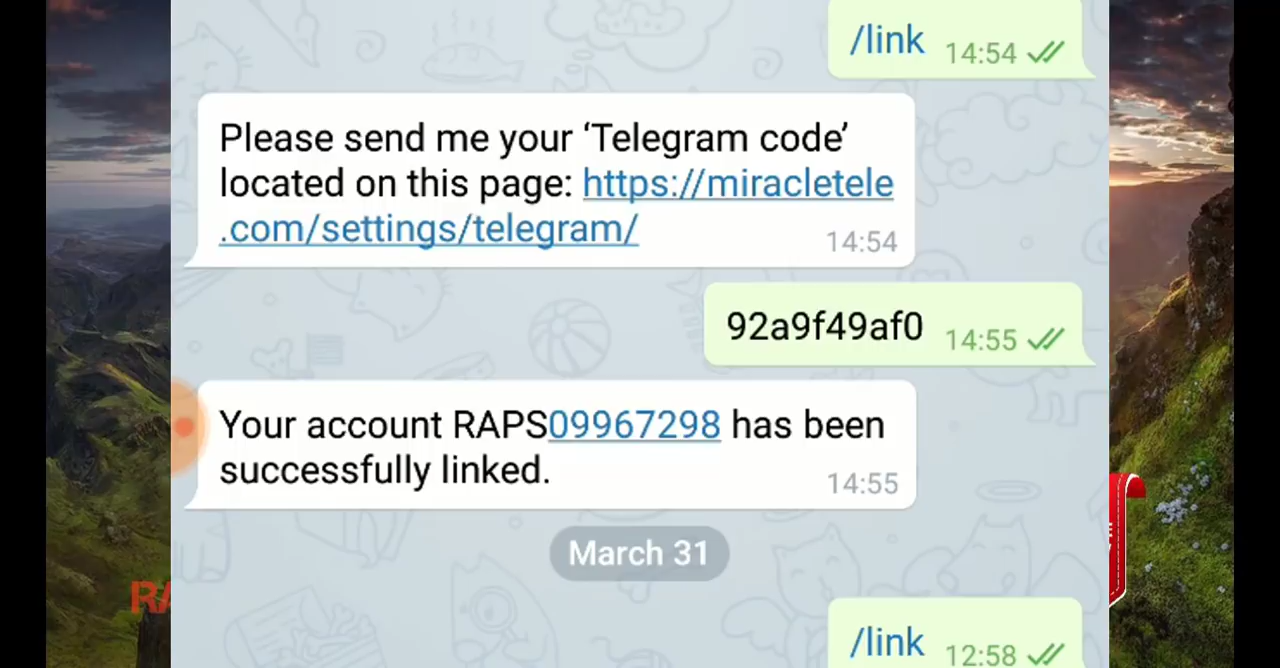 /link 14:54
Please send me your ‘Telegram code’
located on this page: https://miracletele
.com/settings/telegram/ 14:54
92a9f49af0 14:55
Your account RAPS09967298 has been
successfully linked. 14:55
March 31
RA
/link 12:58